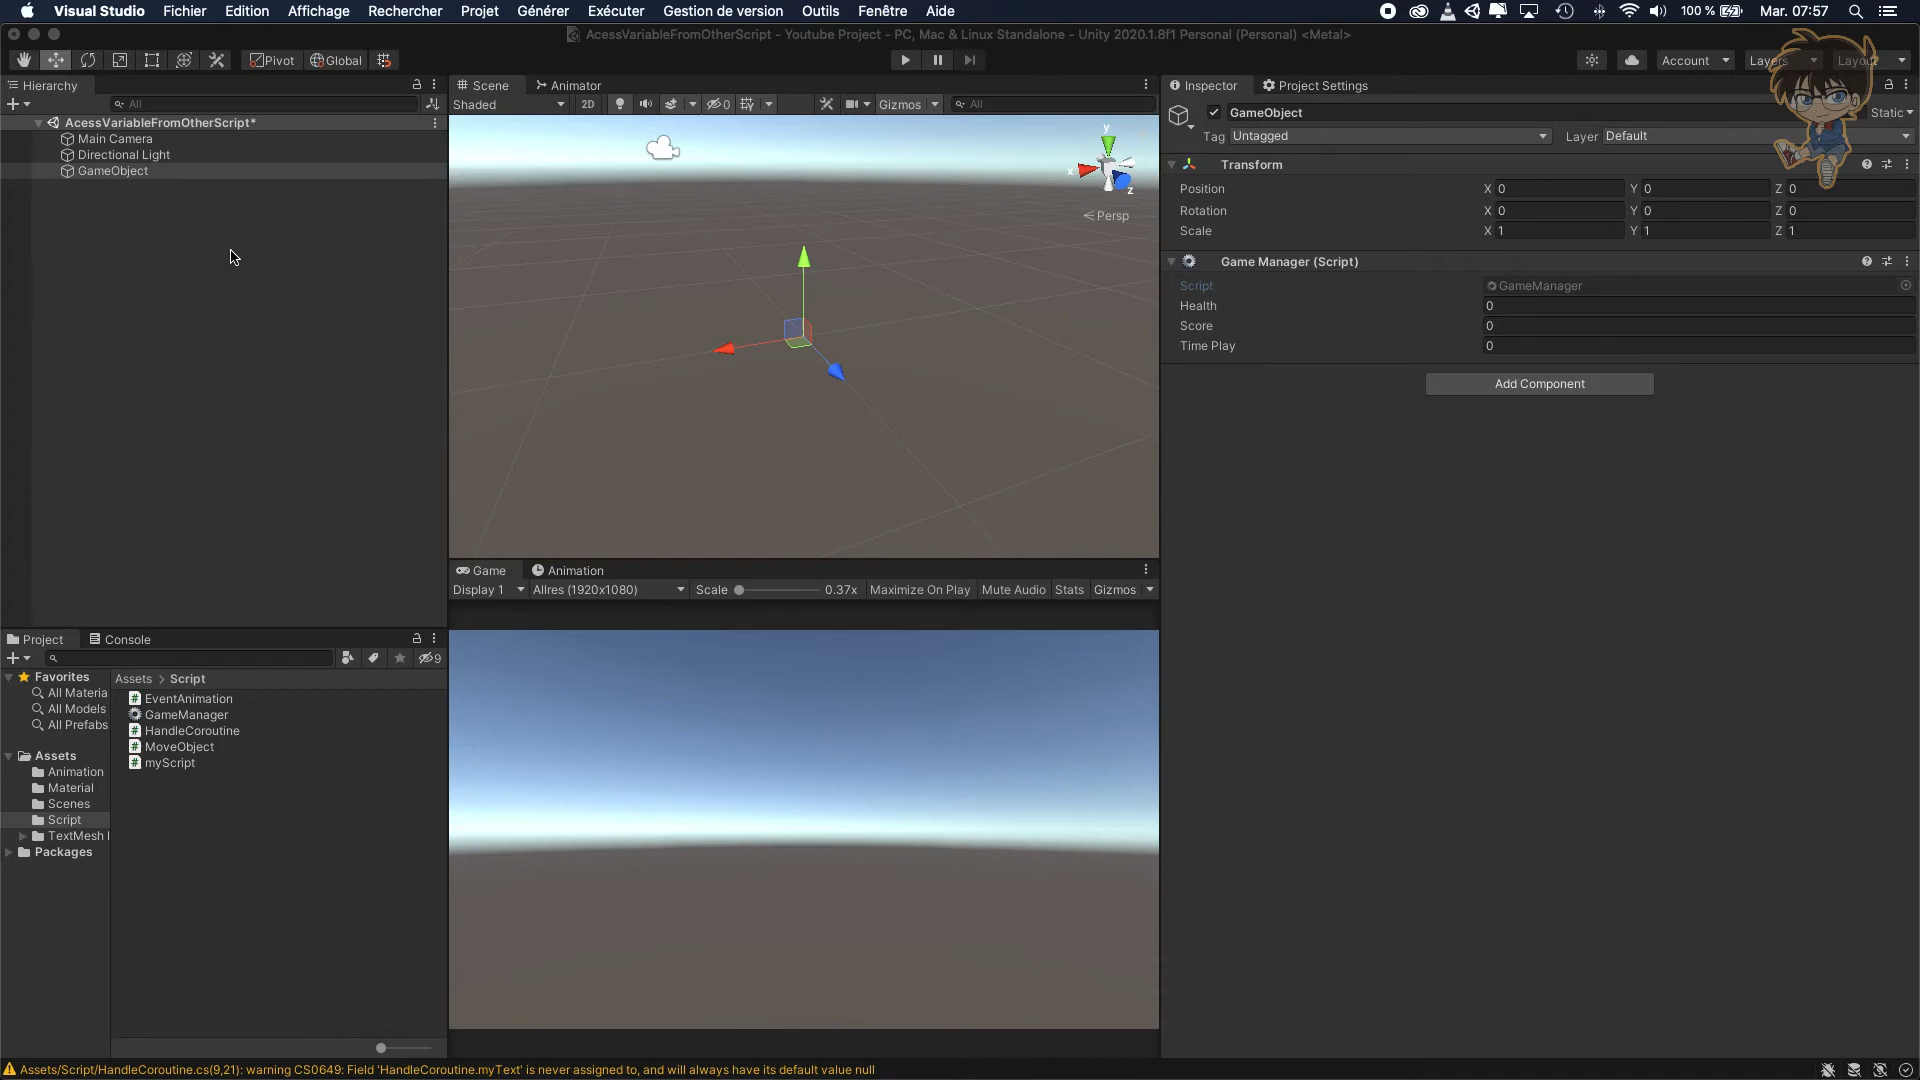 Visual Studio Fichier Edition Affichage Rechercher Projet Générer Exécuter Gestion de version Outils Fenêtre Aide 100 % Mar. 07:57
AcessVariableFromOtherScript - Youtube Project - PC, Mac & Linux Standalone - Unity 2020.1.8f1 Personal (Personal) <Metal>
Pivot Global Account Layers
Hierarchy
All
AcessVariableFromOtherScript*
Main Camera
Directional Light
GameObject
Scene Animator
Shaded 2D 0 Gizmos All
y
x
z
Persp
Game Animation
Display 1 Allres (1920x1080) Scale 0.37x Maximize On Play Mute Audio Stats Gizmos
Inspector Project Settings
GameObject Static
Tag Untagged Layer Default
Transform
Position X 0 Y 0 Z 0
Rotation X 0 Y 0 Z 0
Scale X 1 Y 1 Z 1
Game Manager (Script)
Script GameManager
Health 0
Score 0
Time Play 0
Add Component
Project Console
9
Favorites
All Materia
All Models
All Prefabs
Assets
Animation
Material
Scenes
Script
TextMesh
Packages
Assets > Script
EventAnimation
GameManager
HandleCoroutine
MoveObject
myScript
Assets/Script/HandleCoroutine.cs(9,21): warning CS0649: Field 'HandleCoroutine.myText' is never assigned to, and will always have its default value null